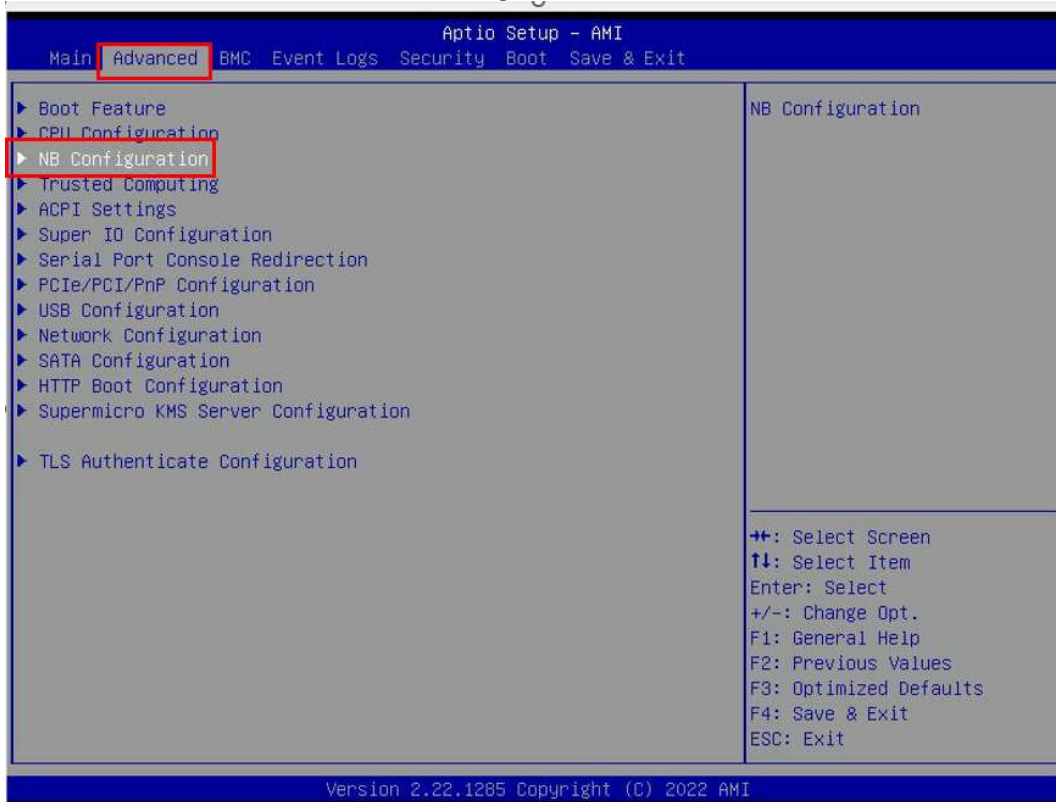 Aptio Setup - AMI
Main Advanced BMC Event Logs Security Boot Save & Exit
▶ Boot Feature
▶ CPU Configuration
▶ NB Configuration
▶ Trusted Computing
▶ ACPI Settings
▶ Super IO Configuration
▶ Serial Port Console Redirection
▶ PCIe/PCI/PnP Configuration
▶ USB Configuration
▶ Network Configuration
▶ SATA Configuration
▶ HTTP Boot Configuration
▶ Supermicro KMS Server Configuration
▶ TLS Authenticate Configuration
NB Configuration
→←: Select Screen
↑↓: Select Item
Enter: Select
+/-: Change Opt.
F1: General Help
F2: Previous Values
F3: Optimized Defaults
F4: Save & Exit
ESC: Exit
Version 2.22.1285 Copyright (C) 2022 AMI